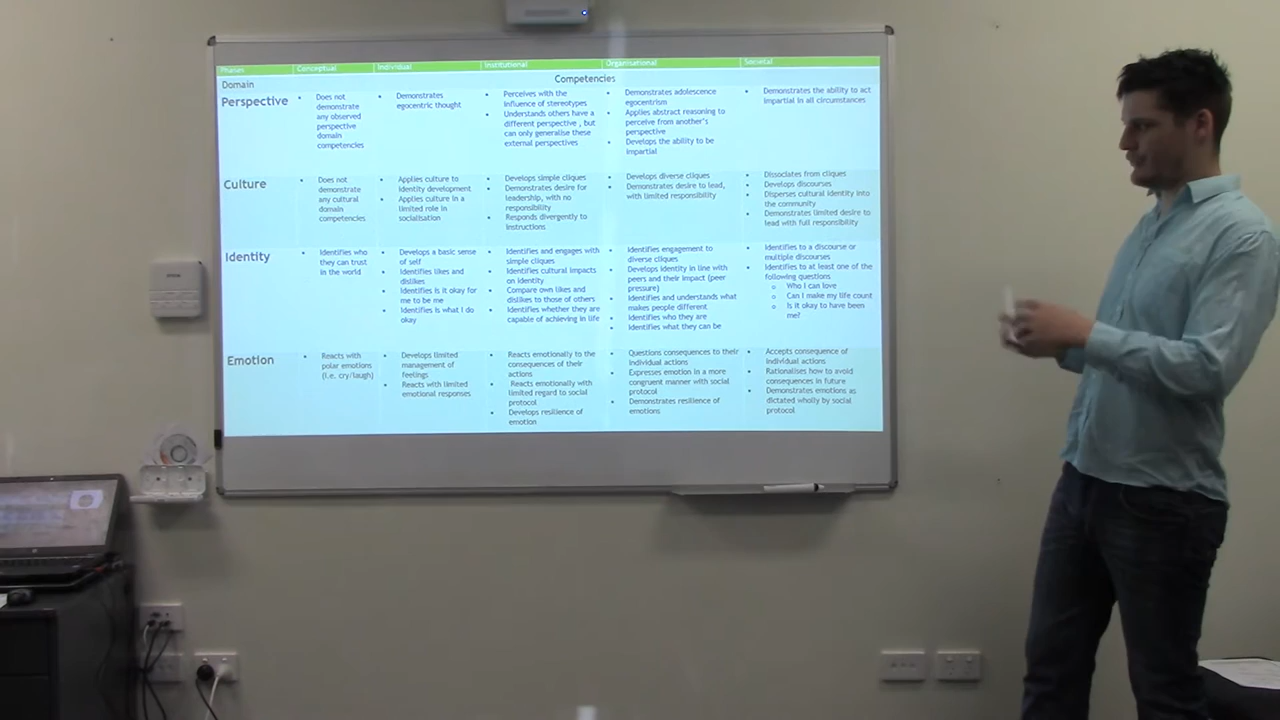 Phases Conceptual Individual Institutional Organisational Societal
Domain Competencies
Perspective
• Does not
demonstrate
any observed
perspective
domain
competencies
• Demonstrates
egocentric thought
• Perceives with the
influence of stereotypes
• Understands others have a
different perspective , but
can only generalise these
external perspectives
• Demonstrates adolescence
egocentrism
• Applies abstract reasoning to
perceive from another's
perspective
• Develops the ability to be
impartial
• Demonstrates the ability to act
impartial in all circumstances
Culture
• Does not
demonstrate
any cultural
domain
competencies
• Applies culture to
identity development
• Applies culture in a
limited role in
socialisation
• Develops simple cliques
• Demonstrates desire for
leadership, with no
responsibility
• Responds divergently to
instructions
• Develops diverse cliques
• Demonstrates desire to lead,
with limited responsibility
• Dissociates from cliques
• Develops discourses
• Disperses cultural identity into
the community
• Demonstrates limited desire to
lead with full responsibility
Identity
• Identifies who
they can trust
in the world
• Develops a basic sense
of self
• Identifies likes and
dislikes
• Identifies is it okay for
me to be me
• Identifies is what I do
okay
• Identifies and engages with
simple cliques
• Identifies cultural impacts
on identity
• Compare own likes and
dislikes to those of others
• Identifies whether they are
capable of achieving in life
• Identifies engagement to
diverse cliques
• Develops identity in line with
peers and their impact (peer
pressure)
• Identifies and understands what
makes people different
• Identifies who they are
• Identifies what they can be
• Identifies to a discourse or
multiple discourses
• Identifies to at least one of the
following questions
o Who I can love
o Can I make my life count
o Is it okay to have been
me?
Emotion
• Reacts with
polar emotions
(i.e. cry/laugh)
• Develops limited
management of
feelings
• Reacts with limited
emotional responses
• Reacts emotionally to the
consequences of their
actions
• Reacts emotionally with
limited regard to social
protocol
• Develops resilience of
emotion
• Questions consequences to their
individual actions
• Expresses emotion in a more
congruent manner with social
protocol
• Demonstrates resilience of
emotions
• Accepts consequence of
individual actions
• Rationalises how to avoid
consequences in future
• Demonstrates emotions as
dictated wholly by social
protocol